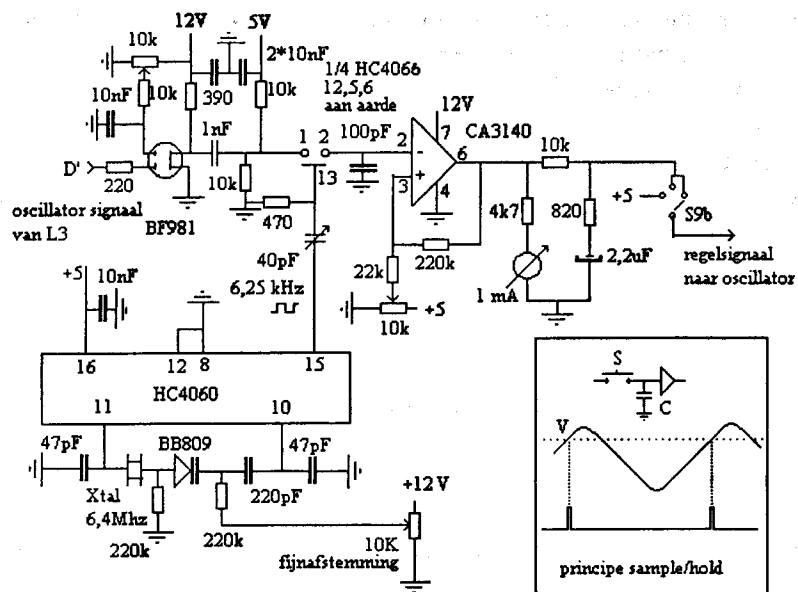 12V
5V
10k
2*10nF
1/4 HC4066
12,5,6
aan aarde
10nF
10k
390
10k
12V
CA3140
1nF
1
2
100pF
2
7
6
10k
D'
220
10k
13
3
4
+5
S9b
oscillator signaal
van L3
BF981
470
4k7
820
40pF
220k
2,2uF
regelsignaal
naar oscillator
+5
10nF
6,25 kHz
22k
1 mA
+5
10k
16
12
8
15
HC4060
S
11
10
C
47pF
BB809
47pF
V
Xtal
6,4Mhz
220pF
+12V
220k
220k
10K
fijnafstemming
principe sample/hold